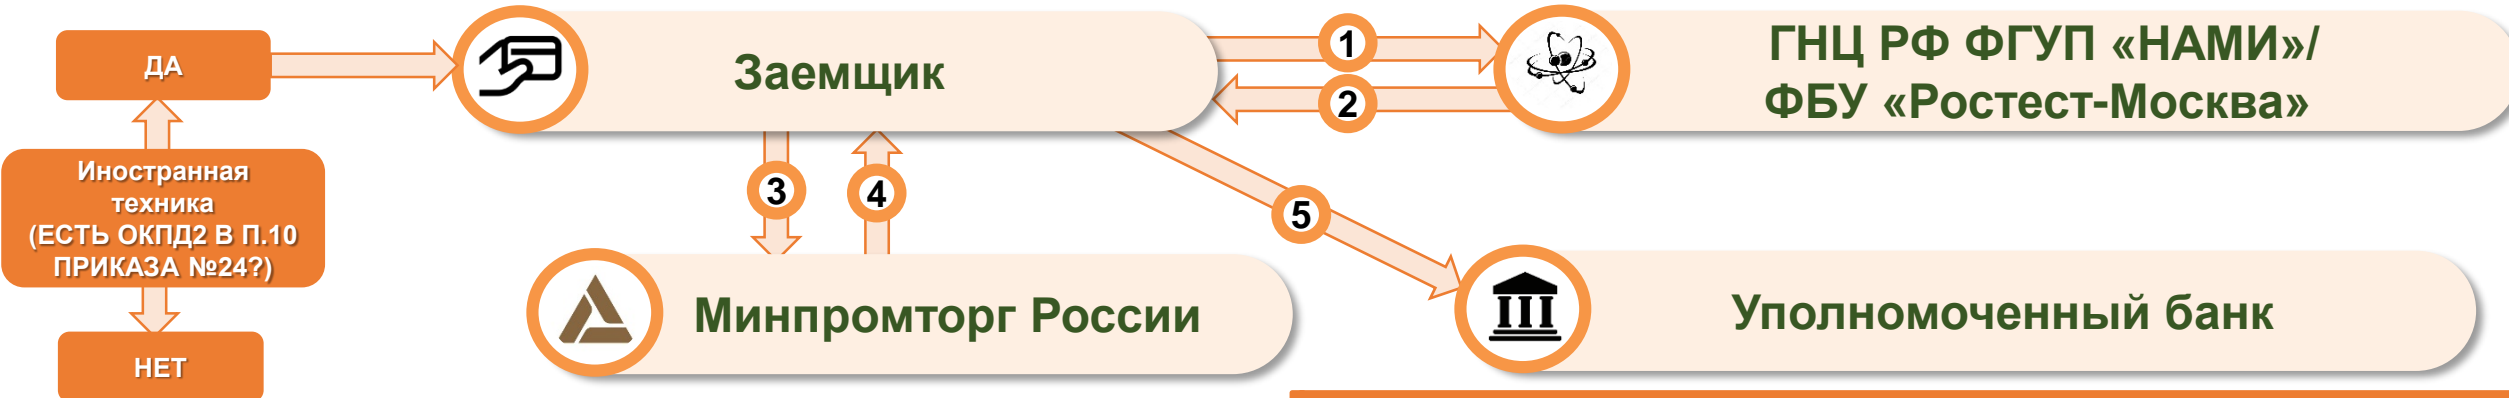 ДА
Иностранная
техника
(ЕСТЬ ОКПД2 В П.10
ПРИКАЗА №24?)
НЕТ
Заемщик
1
2
ГНЦ РФ ФГУП «НАМИ»/
ФБУ «Ростест-Москва»
3
4
5
Минпромторг России
Уполномоченный банк